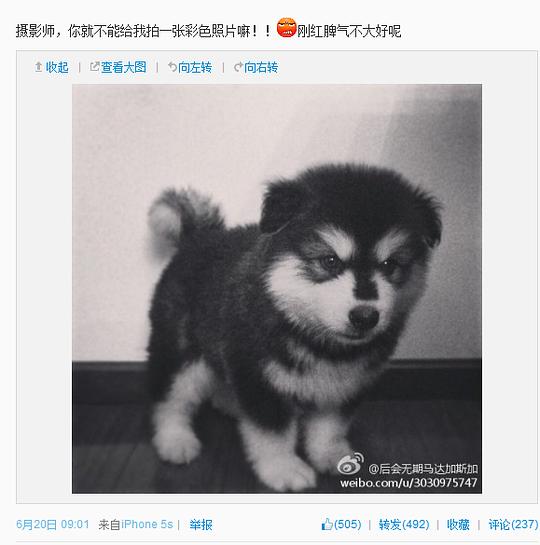 摄影师，你就不能给我拍一张彩色照片嘛！！刚红脾气不大好呢
收起 | 查看大图 | 向左转 | 向右转
@后会无期马达加斯加
weibo.com/u/3030975747
6月20日 09:01 来自iPhone 5s | 举报 (505) | 转发(492) | 收藏 | 评论(237)